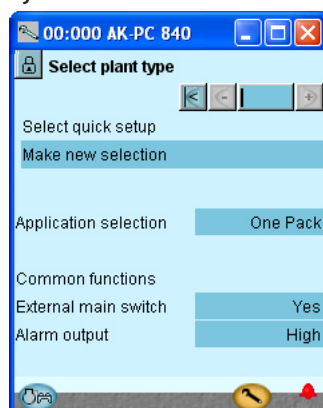 00:000 AK-PC 840
Select plant type
Select quick setup
Make new selection
Application selection One Pack
Common functions
External main switch Yes
Alarm output High